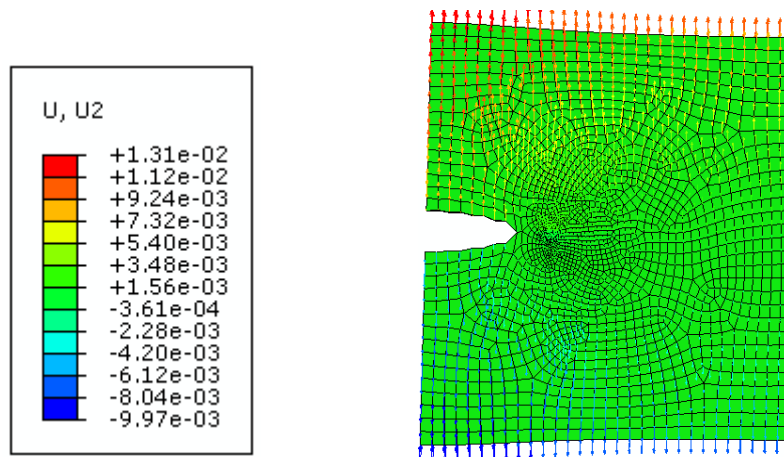 U, U2
+1.31e-02
+1.12e-02
+9.24e-03
+7.32e-03
+5.40e-03
+3.48e-03
+1.56e-03
-3.61e-04
-2.28e-03
-4.20e-03
-6.12e-03
-8.04e-03
-9.97e-03